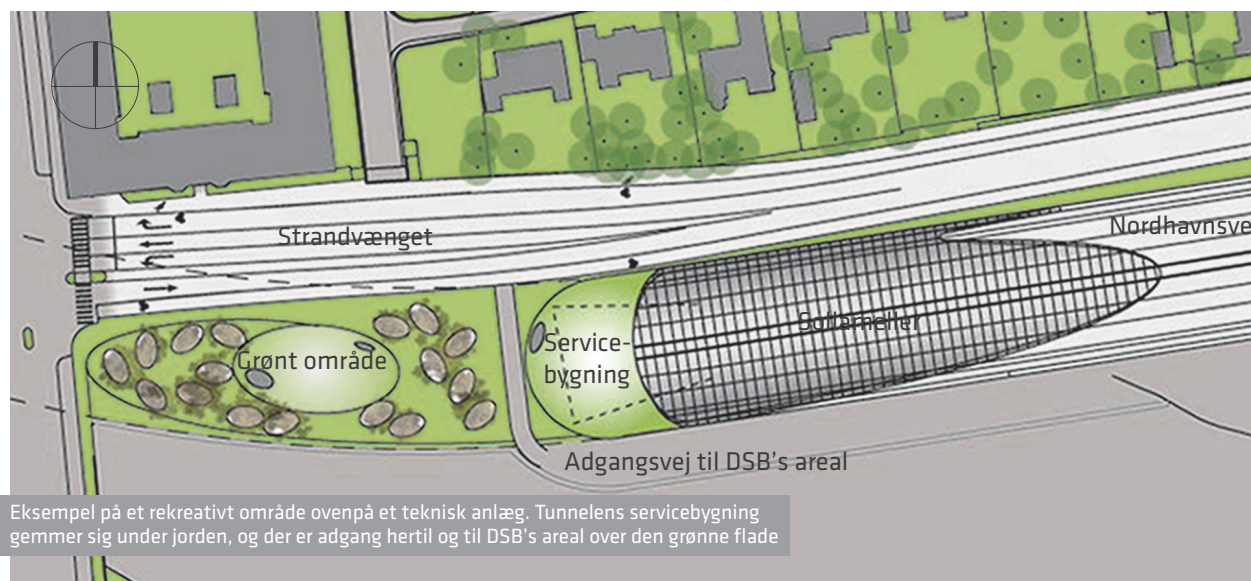 Strandvænget
Nordhavnsve
Sollameller
Grønt område
Service-
bygning
Adgangsvej til DSB's areal
Eksempel på et rekreativt område ovenpå et teknisk anlæg. Tunnelens servicebygning
gemmer sig under jorden, og der er adgang hertil og til DSB's areal over den grønne flade